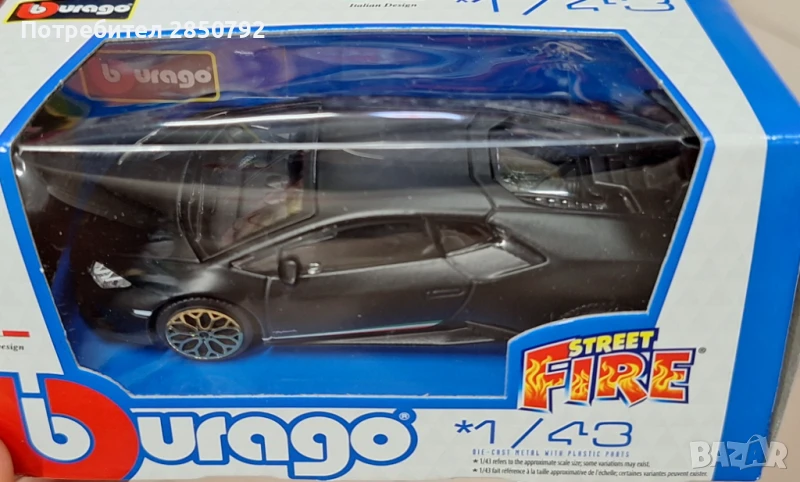 burago
Italian Design
*1/43
Потребител 2850792
burago
STREET
FIRE®
Design
burago®
*1/43
DIE-CAST METAL WITH PLASTIC PARTS
* 1/43 refers to the approximate scale size; some variations may exist.
* 1/43 fait référence à la taille approximative de l'échelle; certaines variantes peuvent exister.
BAZAR